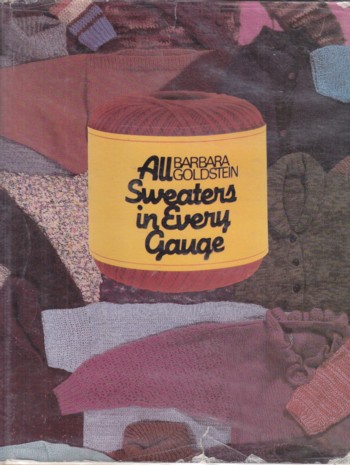 All BARBARA
GOLDSTEIN
Sweaters
in Every
Gauge